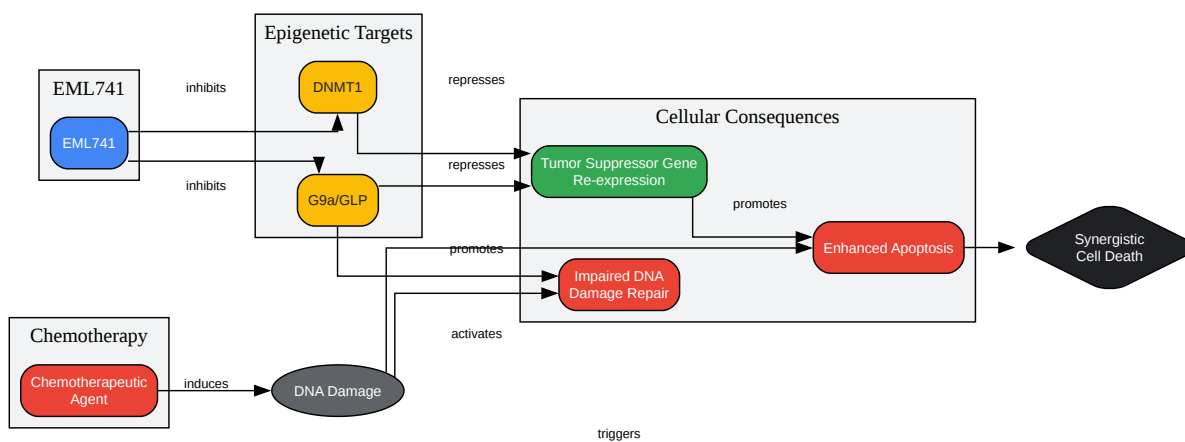 Epigenetic Targets
EML741
inhibits
DNMT1
represses
EML741
Cellular Consequences
inhibits
G9a/GLP
represses
Tumor Suppressor Gene
Re-expression
promotes
Enhanced Apoptosis
Synergistic
Cell Death
promotes
Impaired DNA
Damage Repair
Chemotherapy
activates
Chemotherapeutic
Agent
induces
DNA Damage
triggers